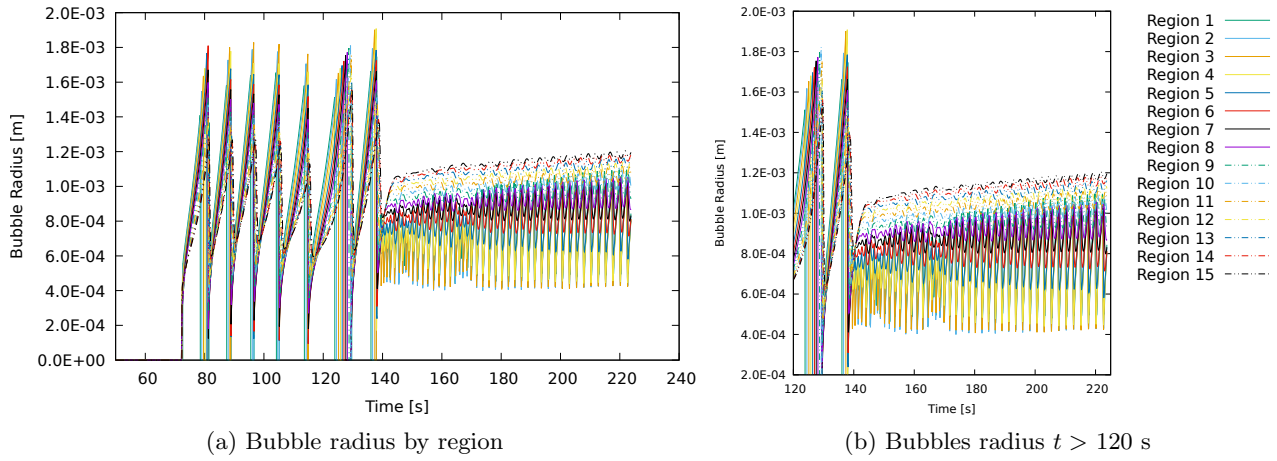 2.0E-03
1.8E-03
1.6E-03
1.4E-03
1.2E-03
1.0E-03
8.0E-04
6.0E-04
4.0E-04
2.0E-04
0.0E+00
Bubble Radius [m]
60 80 100 120 140 160 180 200 220 240
Time [s]
(a) Bubble radius by region
2.0E-03
1.8E-03
1.6E-03
1.4E-03
1.2E-03
1.0E-03
8.0E-04
6.0E-04
4.0E-04
2.0E-04
Bubble Radius [m]
120 140 160 180 200 220
Time [s]
(b) Bubbles radius t > 120 s
Region 1
Region 2
Region 3
Region 4
Region 5
Region 6
Region 7
Region 8
Region 9
Region 10
Region 11
Region 12
Region 13
Region 14
Region 15